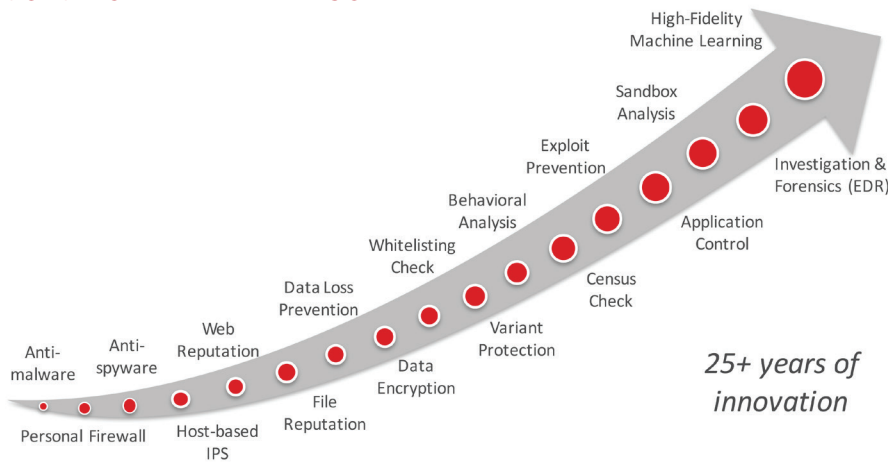 High-Fidelity
Machine Learning
Sandbox
Analysis
Exploit
Prevention
Investigation &
Forensics (EDR)
Behavioral
Analysis
Application
Control
Whitelisting
Check
Data Loss
Prevention
Census
Check
Web
Reputation
Variant
Protection
Anti-
malware
Anti-
spyware
Data
Encryption
25+ years of
innovation
File
Reputation
Personal Firewall
Host-based
IPS